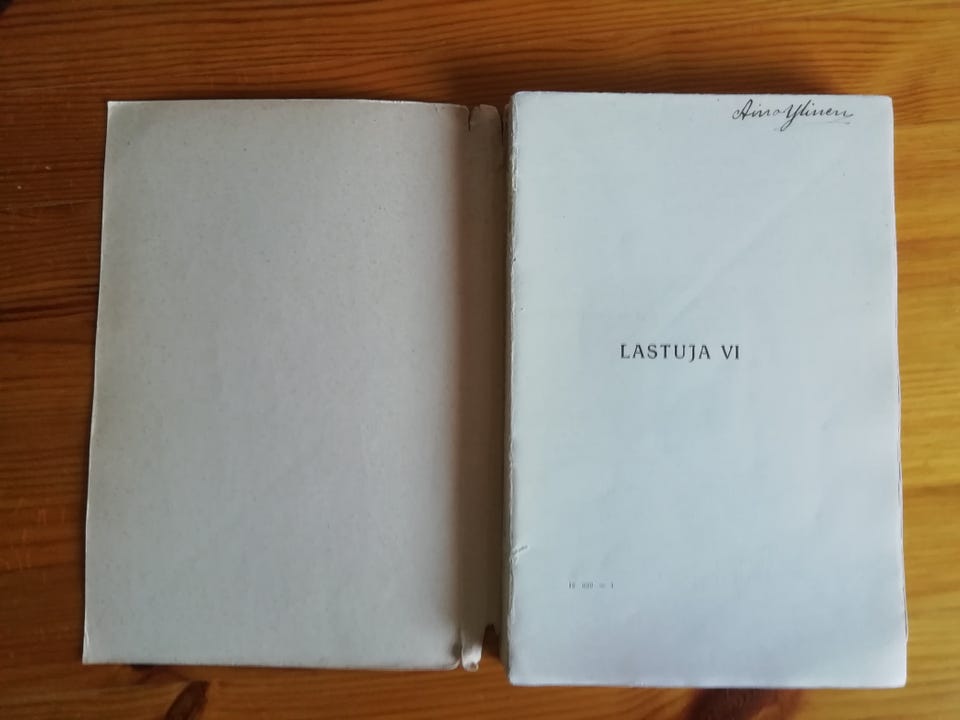 Aino Ylinen
LASTUJA VI